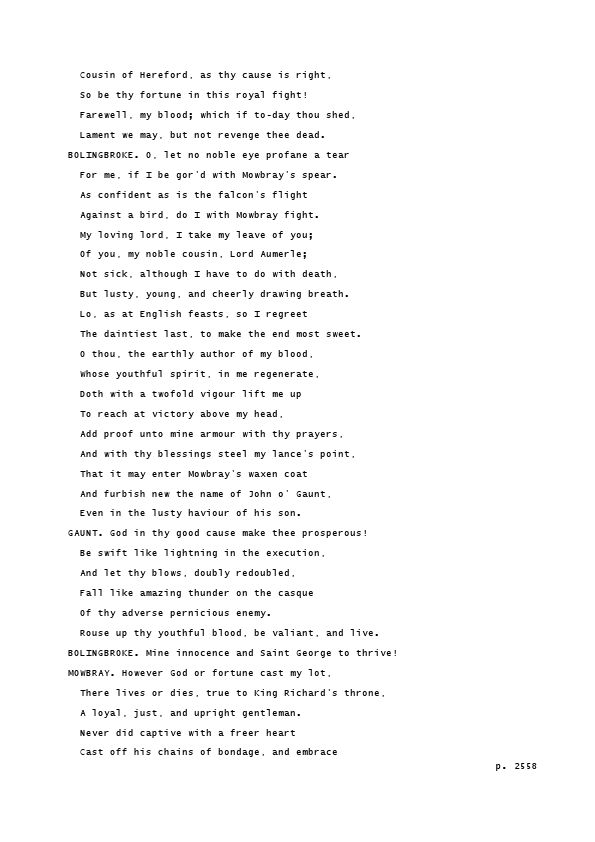 Cousin of Hereford, as thy cause is right,
So be thy fortune in this royal fight!
Farewell, my blood; which if to-day thou shed,
Lament we may, but not revenge thee dead.
BOLINGBROKE. O, let no noble eye profane a tear
For me, if I be gor'd with Mowbray's spear.
As confident as is the falcon's flight
Against a bird, do I with Mowbray fight.
My loving lord, I take my leave of you;
Of you, my noble cousin, Lord Aumerle;
Not sick, although I have to do with death,
But lusty, young, and cheerly drawing breath.
Lo, as at English feasts, so I regreet
The daintiest last, to make the end most sweet.
O thou, the earthly author of my blood,
Whose youthful spirit, in me regenerate,
Doth with a twofold vigour lift me up
To reach at victory above my head,
Add proof unto mine armour with thy prayers,
And with thy blessings steel my lance's point,
That it may enter Mowbray's waxen coat
And furbish new the name of John o' Gaunt,
Even in the lusty haviour of his son.
GAUNT. God in thy good cause make thee prosperous!
Be swift like lightning in the execution,
And let thy blows, doubly redoubled,
Fall like amazing thunder on the casque
Of thy adverse pernicious enemy.
Rouse up thy youthful blood, be valiant, and live.
BOLINGBROKE. Mine innocence and Saint George to thrive!
MOWBRAY. However God or fortune cast my lot,
There lives or dies, true to King Richard's throne,
A loyal, just, and upright gentleman.
Never did captive with a freer heart
Cast off his chains of bondage, and embrace
p. 2558